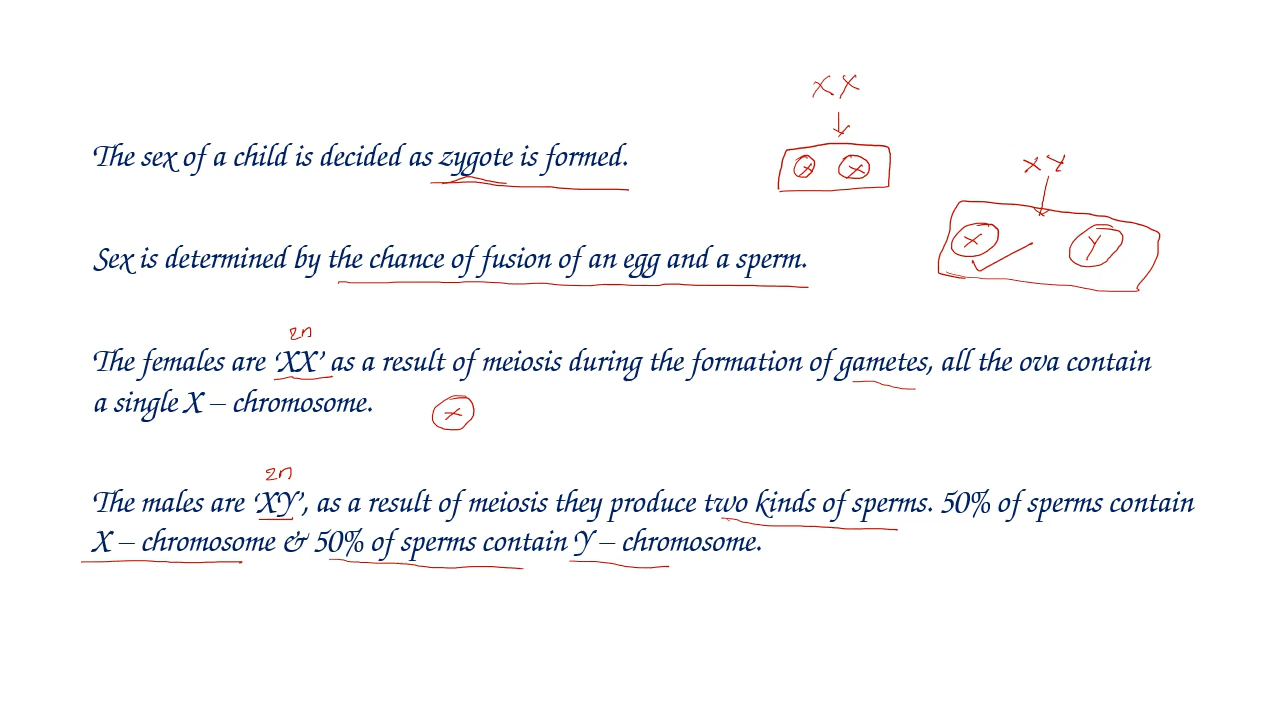 XX
The sex of a child is decided as zygote is formed.
X X
XY
X Y
Sex is determined by the chance of fusion of an egg and a sperm.
2n
The females are ‘XX’ as a result of meiosis during the formation of gametes, all the ova contain
a single X – chromosome.
X
2n
The males are ‘XY’, as a result of meiosis they produce two kinds of sperms. 50% of sperms contain
X – chromosome & 50% of sperms contain Y – chromosome.